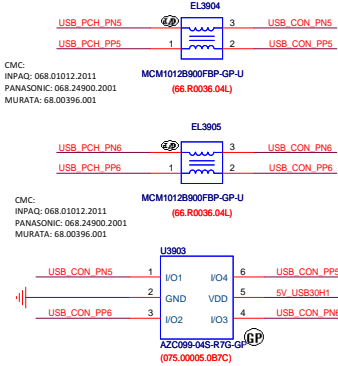 EL3904
USB_PCH_PN5 4 3 USB_CON_PN5
USB_PCH_PP5 1 2 USB_CON_PP5
CMC:
INPAQ: 068.01012.2011
PANASONIC: 068.24900.2001
MURATA: 68.00396.001
MCM1012B900FBP-GP-U
(66.R0036.04L)
EL3905
USB_PCH_PN6 4 3 USB_CON_PN6
USB_PCH_PP6 1 2 USB_CON_PP6
CMC:
INPAQ: 068.01012.2011
PANASONIC: 068.24900.2001
MURATA: 68.00396.001
MCM1012B900FBP-GP-U
(66.R0036.04L)
U3903
USB_CON_PN5 1 I/O1 I/O4 6 USB_CON_PP5
2 GND VDD 5 5V_USB30H1
USB_CON_PP6 3 I/O2 I/O3 4 USB_CON_PN6
AZC099-04S-R7G-GP
GP
(075.00005.0B7C)